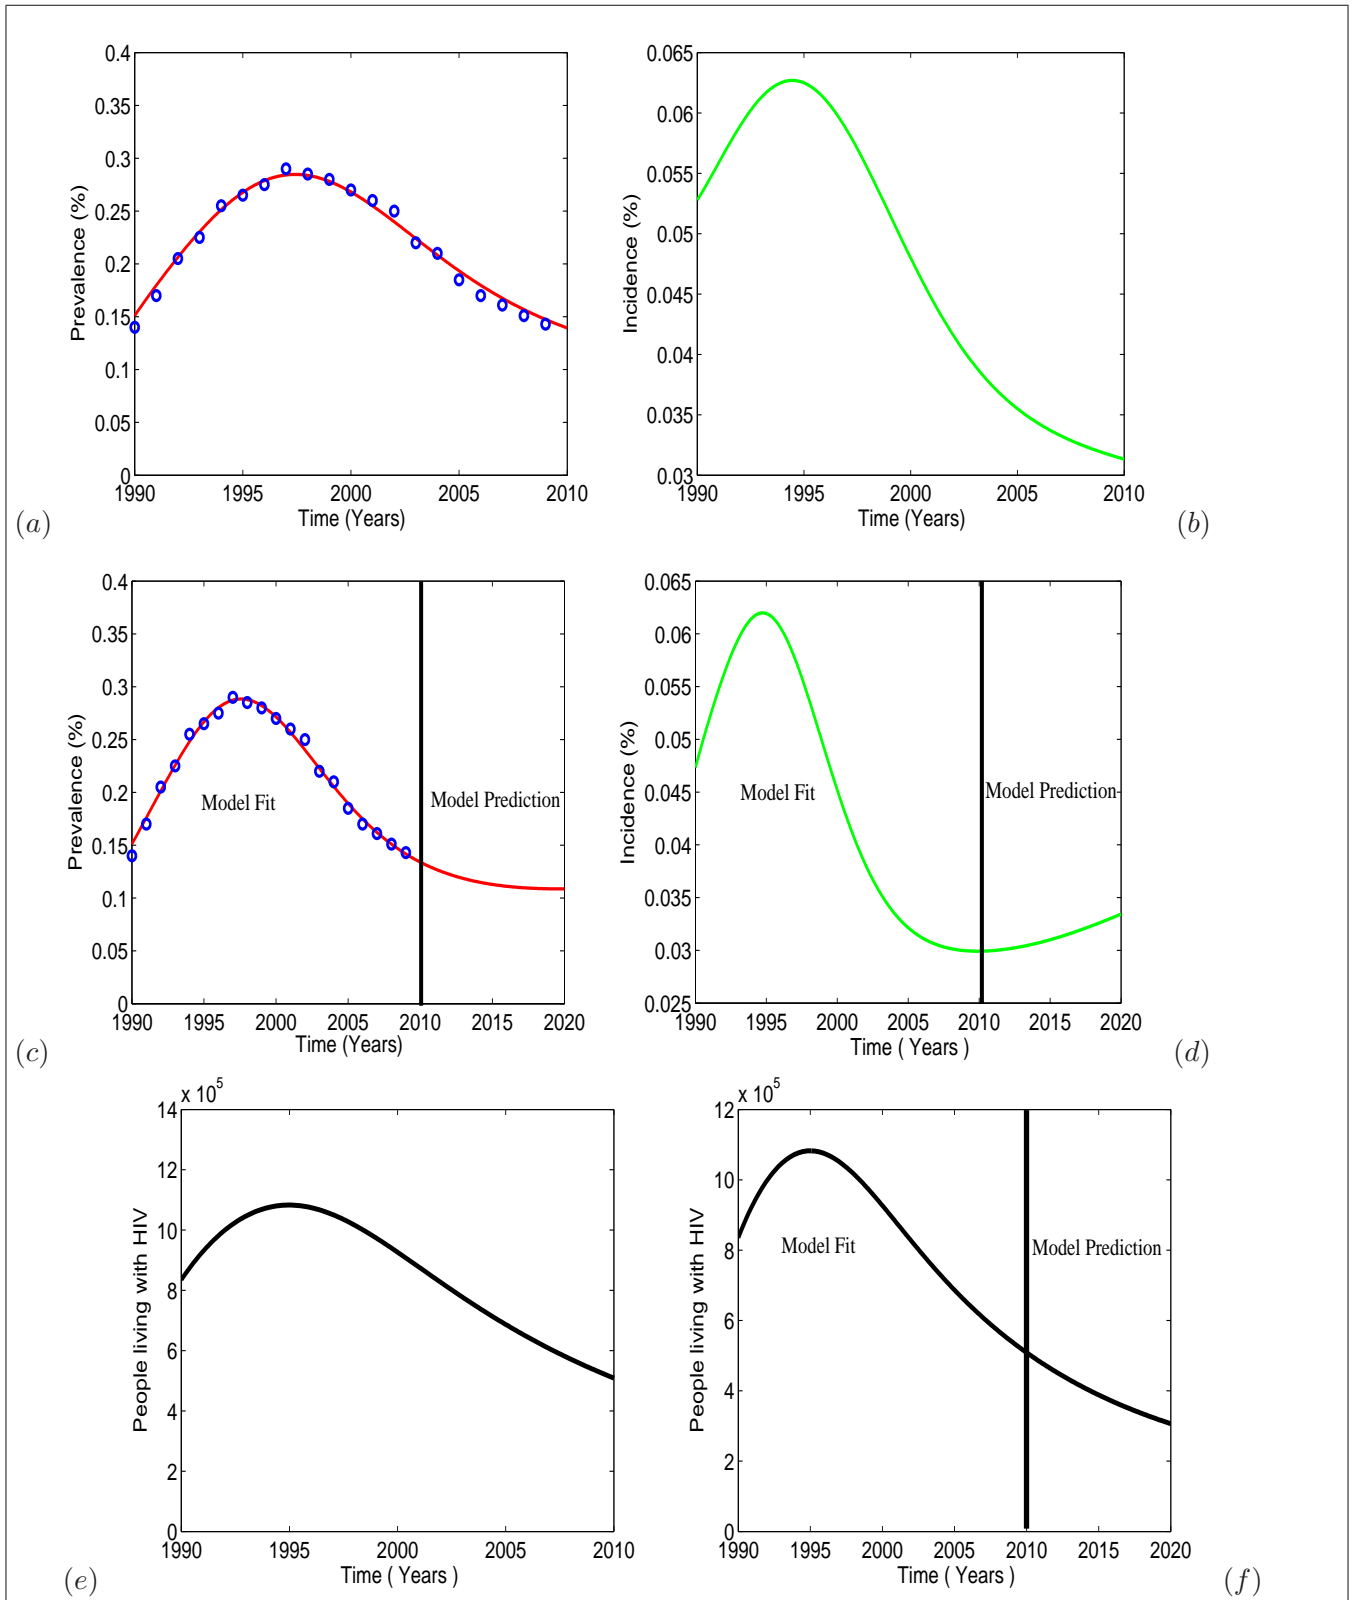 0.4
0.35
0.3
0.25
0.2
0.15
0.1
0.05
0
Prevalence (%)
1990 1995 2000 2005 2010
Time (Years)
(a)
0.065
0.06
0.055
0.05
0.045
0.04
0.035
0.03
Incidence (%)
1990 1995 2000 2005 2010
Time (Years)
(b)
0.4
0.35
0.3
0.25
0.2
0.15
0.1
0.05
0
Prevalence (%)
Model Fit
Model Prediction
1990 1995 2000 2005 2010 2015 2020
Time (Years)
(c)
0.065
0.06
0.055
0.05
0.045
0.04
0.035
0.03
0.025
Incidence (%)
Model Fit
Model Prediction
1990 1995 2000 2005 2010 2015 2020
Time ( Years )
(d)
x 10^5
14
12
10
8
6
4
2
0
People living with HIV
1990 1995 2000 2005 2010
Time ( Years )
(e)
x 10^5
12
10
8
6
4
2
0
People living with HIV
Model Fit
Model Prediction
1990 1995 2000 2005 2010 2015 2020
Time ( Years )
(f)